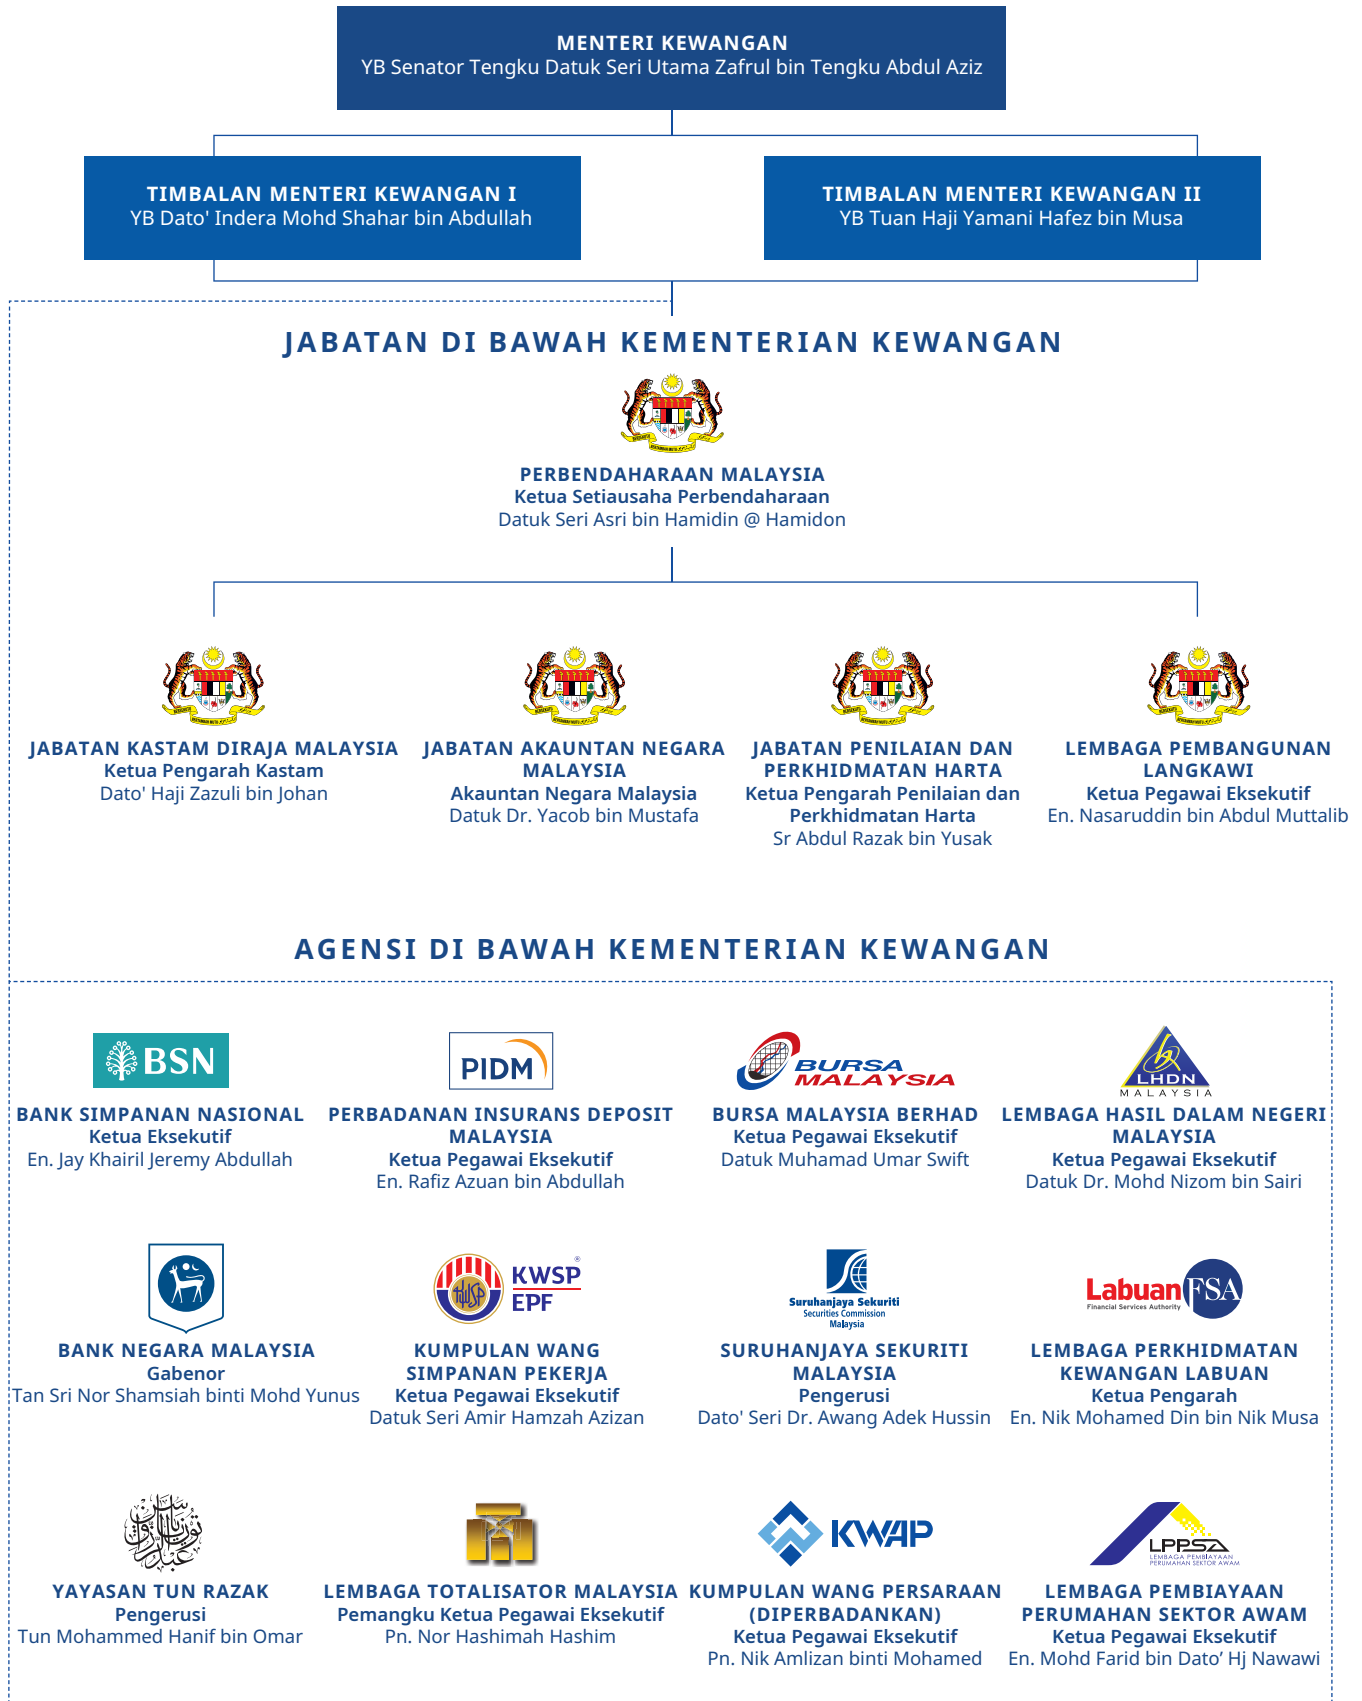 MENTERI KEWANGAN
YB Senator Tengku Datuk Seri Utama Zafrul bin Tengku Abdul Aziz
TIMBALAN MENTERI KEWANGAN I
YB Dato' Indera Mohd Shahar bin Abdullah
TIMBALAN MENTERI KEWANGAN II
YB Tuan Haji Yamani Hafez bin Musa
JABATAN DI BAWAH KEMENTERIAN KEWANGAN
PERBENDAHARAAN MALAYSIA
Ketua Setiausaha Perbendaharaan
Datuk Seri Asri bin Hamidin @ Hamidon
JABATAN KASTAM DIRAJA MALAYSIA
Ketua Pengarah Kastam
Dato' Haji Zazuli bin Johan
JABATAN AKAUNTAN NEGARA
MALAYSIA
Akauntan Negara Malaysia
Datuk Dr. Yacob bin Mustafa
JABATAN PENILAIAN DAN
PERKHIDMATAN HARTA
Ketua Pengarah Penilaian dan
Perkhidmatan Harta
Sr Abdul Razak bin Yusak
LEMBAGA PEMBANGUNAN
LANGKAWI
Ketua Pegawai Eksekutif
En. Nasaruddin bin Abdul Muttalib
AGENSI DI BAWAH KEMENTERIAN KEWANGAN
BSN
BANK SIMPANAN NASIONAL
Ketua Eksekutif
En. Jay Khairil Jeremy Abdullah
PIDM
PERBADANAN INSURANS DEPOSIT
MALAYSIA
Ketua Pegawai Eksekutif
En. Rafiz Azuan bin Abdullah
BURSA
MALAYSIA
BURSA MALAYSIA BERHAD
Ketua Pegawai Eksekutif
Datuk Muhamad Umar Swift
LHDN
MALAYSIA
LEMBAGA HASIL DALAM NEGERI
MALAYSIA
Ketua Pegawai Eksekutif
Datuk Dr. Mohd Nizom bin Sairi
BANK NEGARA MALAYSIA
Gabenor
Tan Sri Nor Shamsiah binti Mohd Yunus
KWSP
EPF
KUMPULAN WANG
SIMPANAN PEKERJA
Ketua Pegawai Eksekutif
Datuk Seri Amir Hamzah Azizan
Suruhanjaya Sekuriti
Securities Commission
Malaysia
SURUHANJAYA SEKURITI
MALAYSIA
Pengerusi
Dato' Seri Dr. Awang Adek Hussin
Labuan FSA
Financial Services Authority
LEMBAGA PERKHIDMATAN
KEWANGAN LABUAN
Ketua Pengarah
En. Nik Mohamed Din bin Nik Musa
YAYASAN TUN RAZAK
Pengerusi
Tun Mohammed Hanif bin Omar
LEMBAGA TOTALISATOR MALAYSIA
Pemangku Ketua Pegawai Eksekutif
Pn. Nor Hashimah Hashim
KWAP
KUMPULAN WANG PERSARAAN
(DIPERBADANKAN)
Ketua Pegawai Eksekutif
Pn. Nik Amlizan binti Mohamed
LPPSA
LEMBAGA PEMBIAYAAN
PERUMAHAN SEKTOR AWAM
LEMBAGA PEMBIAYAAN
PERUMAHAN SEKTOR AWAM
Ketua Pegawai Eksekutif
En. Mohd Farid bin Dato’ Hj Nawawi